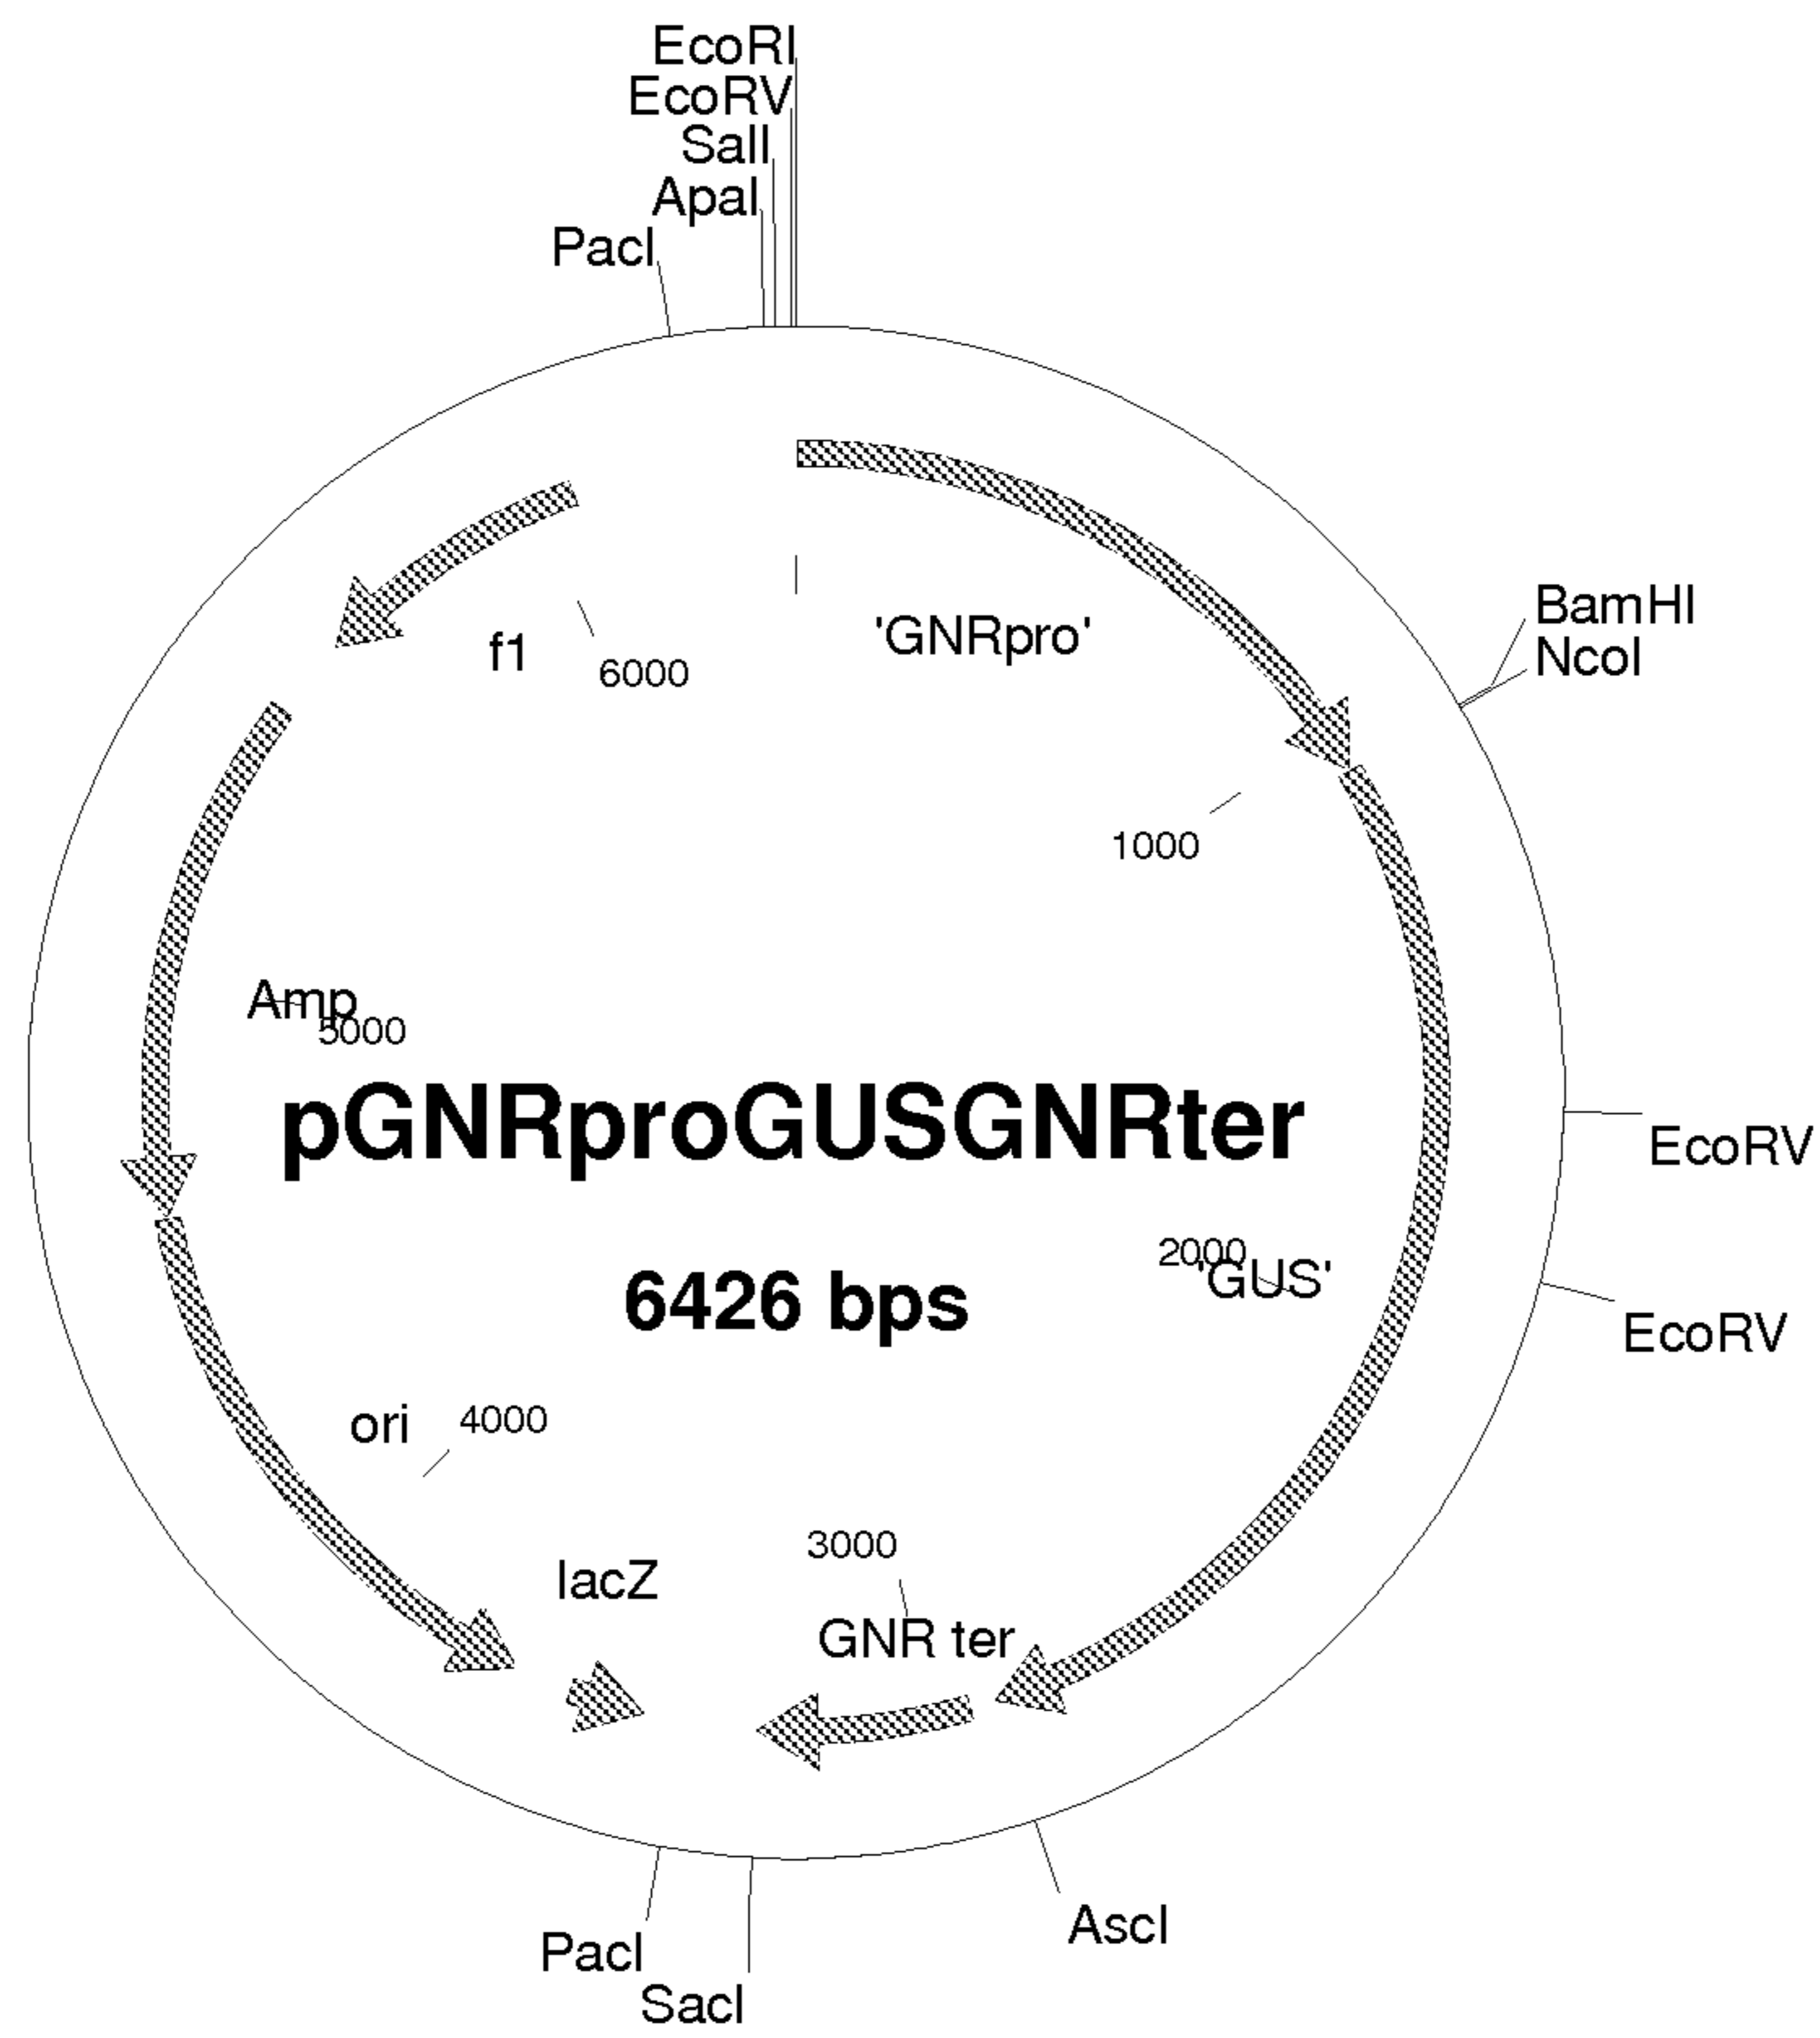 EcoRI
EcoRV
SalI
ApaI
PacI
BamHI
NcoI
'GNRpro'
f1
6000
1000
Amp
5000
pGNRproGUSGNRter
EcoRV
2000
'GUS'
6426 bps
EcoRV
ori
4000
3000
lacZ
GNR ter
AscI
PacI
SacI